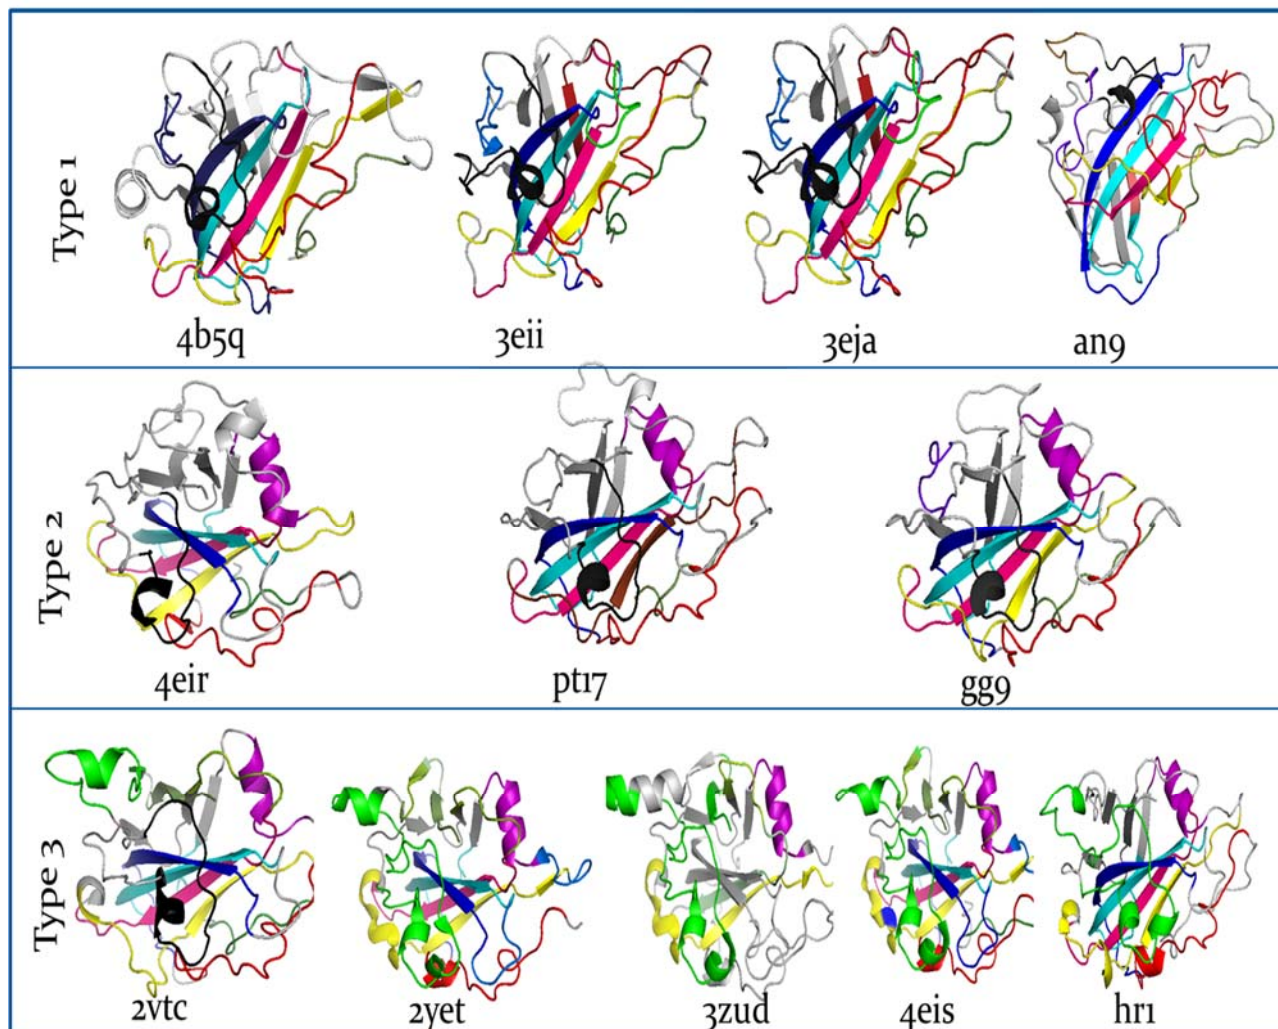 Type 1
4b5q
3eii
3eja
an9
Type 2
4eir
pt17
gg9
Type 3
2vtc
2yet
3zud
4eis
hr1